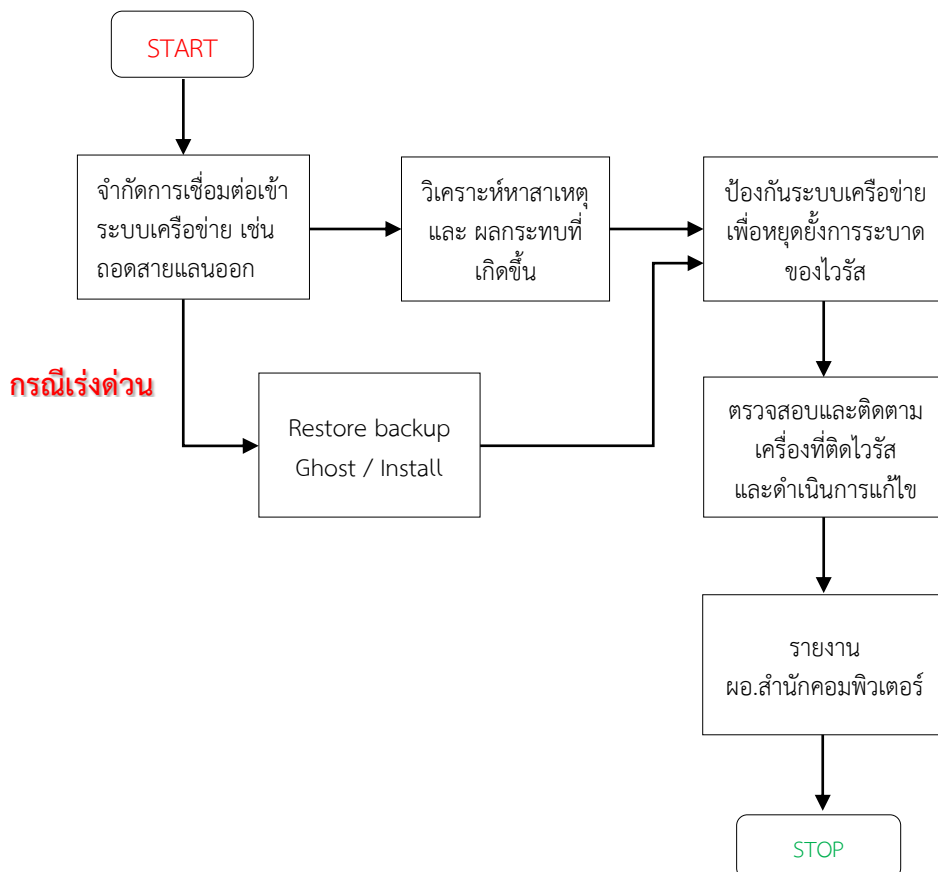 START
จำกัดการเชื่อมต่อเข้า
ระบบเครือข่าย เช่น
ถอดสายแลนออก
วิเคราะห์หาสาเหตุ
และ ผลกระทบที่
เกิดขึ้น
ป้องกันระบบเครือข่าย
เพื่อหยุดยั้งการระบาด
ของไวรัส
กรณีเร่งด่วน
Restore backup
Ghost / Install
ตรวจสอบและติดตาม
เครื่องที่ติดไวรัส
และดำเนินการแก้ไข
รายงาน
ผอ.สำนักคอมพิวเตอร์
STOP